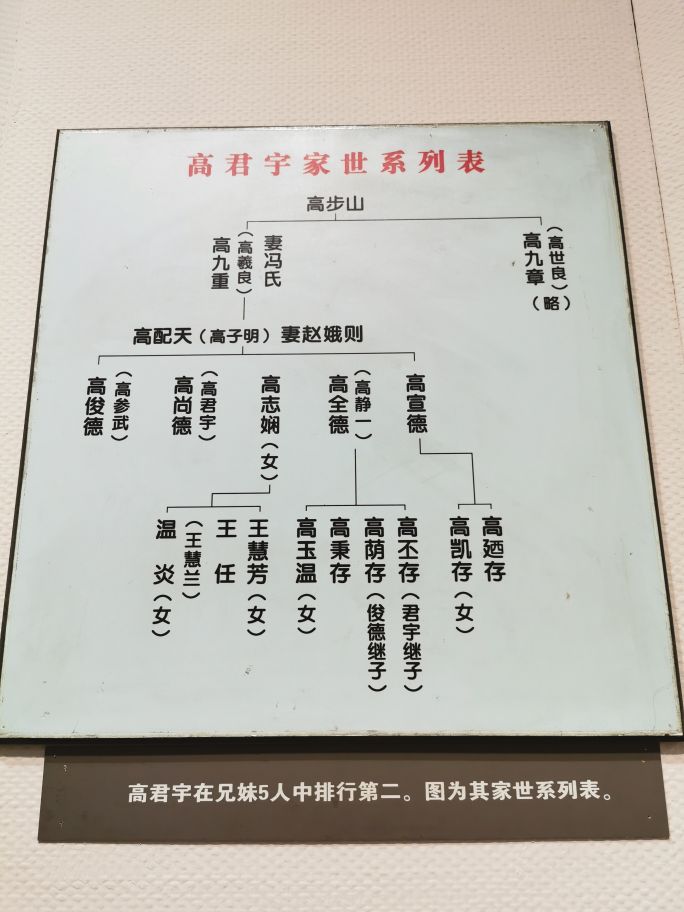 高君宇家世系列表
高步山
高九重
（高羲良）
妻冯氏
高九章
（高世良）
（略）
高配天（高子明）妻赵娥则
高俊德
（高参武）
高尚德
（高君宇）
高志娴（女）
高全德
（高静一）
高宣德
温炎（女）
（王慧兰）
王任
王慧芳（女）
高玉温（女）
高秉存
高荫存（俊德继子）
高丕存（君宇继子）
高凯存（女）
高廼存
高君宇在兄妹5人中排行第二。图为其家世系列表。